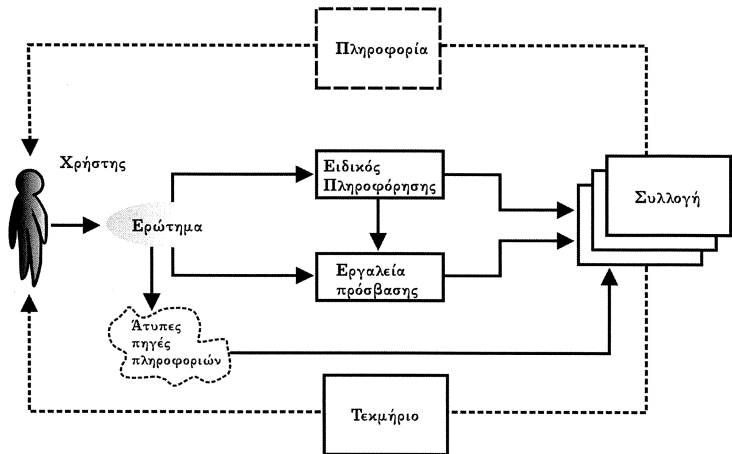 Πληροφορία
Χρήστης
Ειδικός
Πληροφόρησης
Συλλογή
Ερώτημα
Εργαλεία
πρόσβασης
Άτυπες
πηγές
πληροφοριών
Τεκμήριο